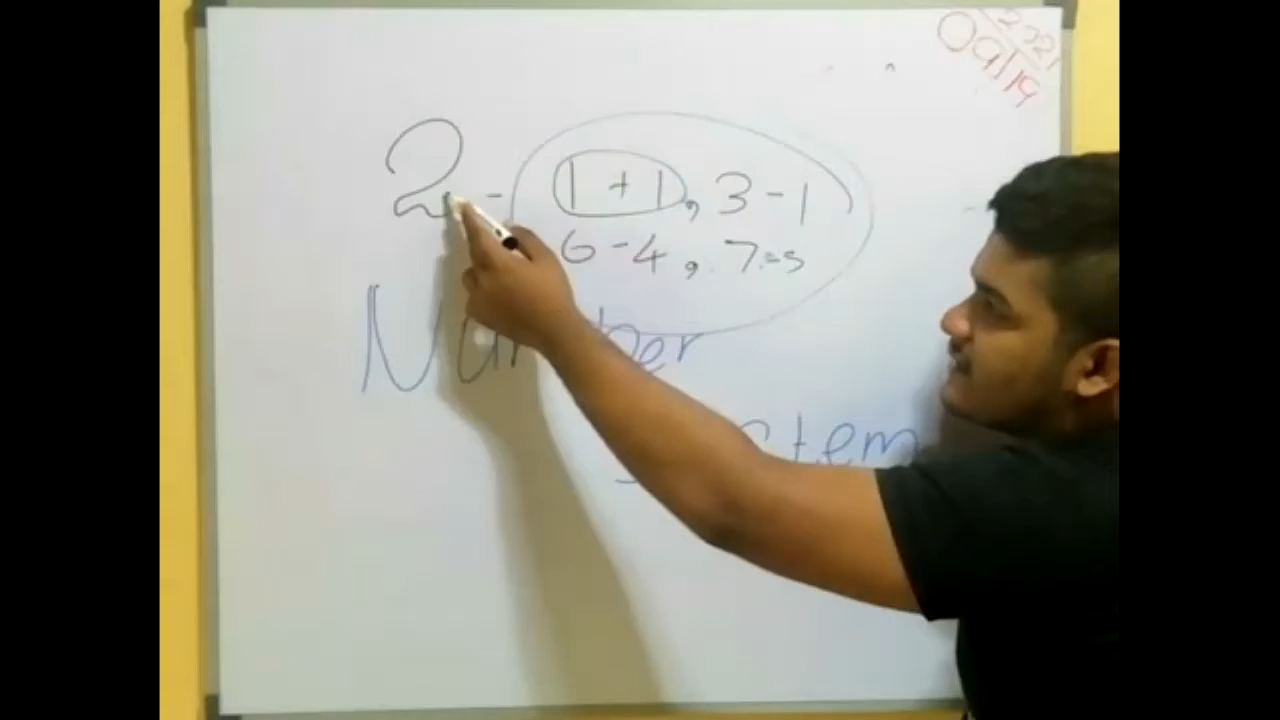 2021
09/19
2 - 1 + 1, 3 - 1
6 - 4, 7 - 5
Number
System